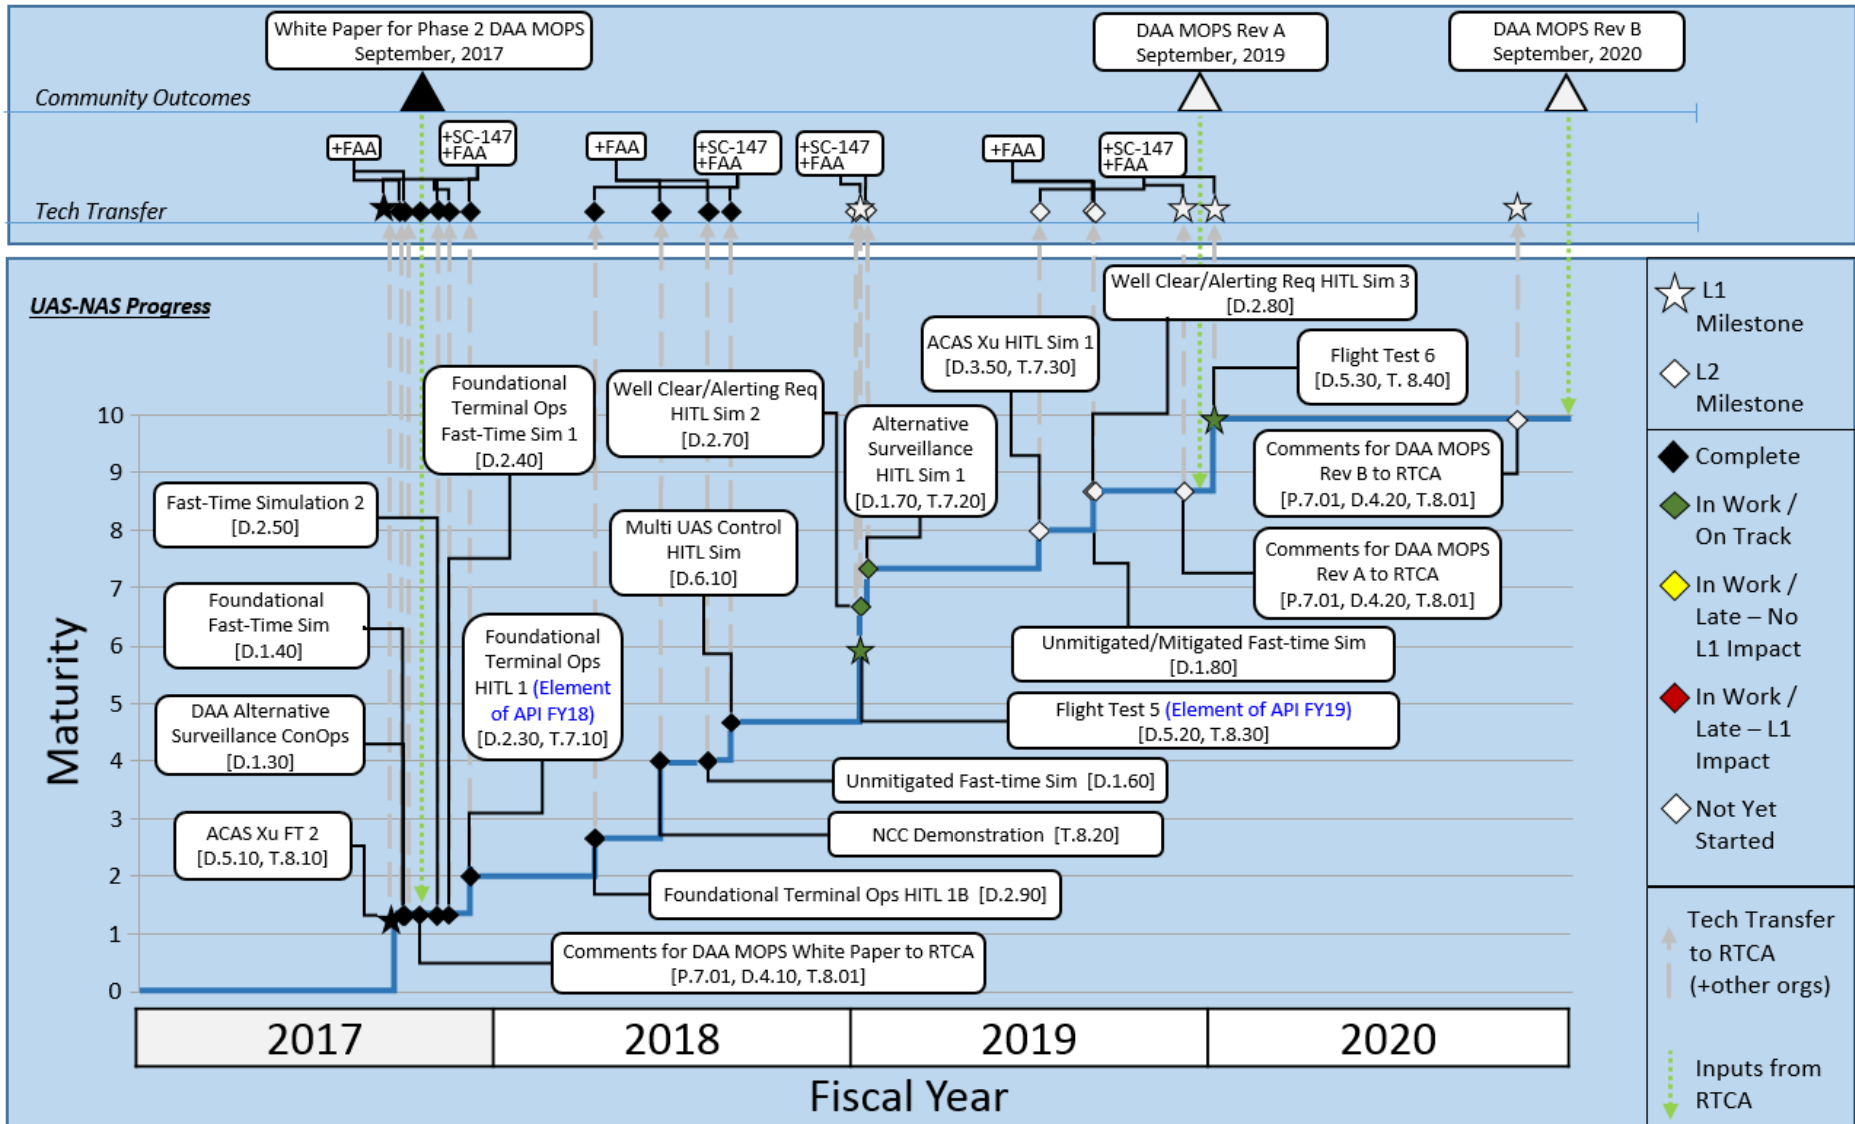 White Paper for Phase 2 DAA MOPS
September, 2017
DAA MOPS Rev A
September, 2019
DAA MOPS Rev B
September, 2020
Community Outcomes
+FAA
+SC-147
+FAA
+FAA
+SC-147
+FAA
+SC-147
+FAA
+FAA
+SC-147
+FAA
Tech Transfer
UAS-NAS Progress
Well Clear/Alerting Req HITL Sim 3
[D.2.80]
ACAS Xu HITL Sim 1
[D.3.50, T.7.30]
Flight Test 6
[D.5.30, T. 8.40]
Foundational
Terminal Ops
Fast-Time Sim 1
[D.2.40]
Well Clear/Alerting Req
HITL Sim 2
[D.2.70]
Alternative
Surveillance
HITL Sim 1
[D.1.70, T.7.20]
Comments for DAA MOPS
Rev B to RTCA
[P.7.01, D.4.20, T.8.01]
Fast-Time Simulation 2
[D.2.50]
Multi UAS Control
HITL Sim
[D.6.10]
Comments for DAA MOPS
Rev A to RTCA
[P.7.01, D.4.20, T.8.01]
Foundational
Fast-Time Sim
[D.1.40]
Foundational
Terminal Ops
HITL 1 (Element
of API FY18)
[D.2.30, T.7.10]
Unmitigated/Mitigated Fast-time Sim
[D.1.80]
DAA Alternative
Surveillance ConOps
[D.1.30]
Flight Test 5 (Element of API FY19)
[D.5.20, T.8.30]
Unmitigated Fast-time Sim [D.1.60]
ACAS Xu FT 2
[D.5.10, T.8.10]
NCC Demonstration [T.8.20]
Foundational Terminal Ops HITL 1B [D.2.90]
Comments for DAA MOPS White Paper to RTCA
[P.7.01, D.4.10, T.8.01]
Maturity
10
9
8
7
6
5
4
3
2
1
0
2017
2018
2019
2020
Fiscal Year
L1
Milestone
L2
Milestone
Complete
In Work /
On Track
In Work /
Late – No
L1 Impact
In Work /
Late – L1
Impact
Not Yet
Started
Tech Transfer
to RTCA
(+other orgs)
Inputs from
RTCA